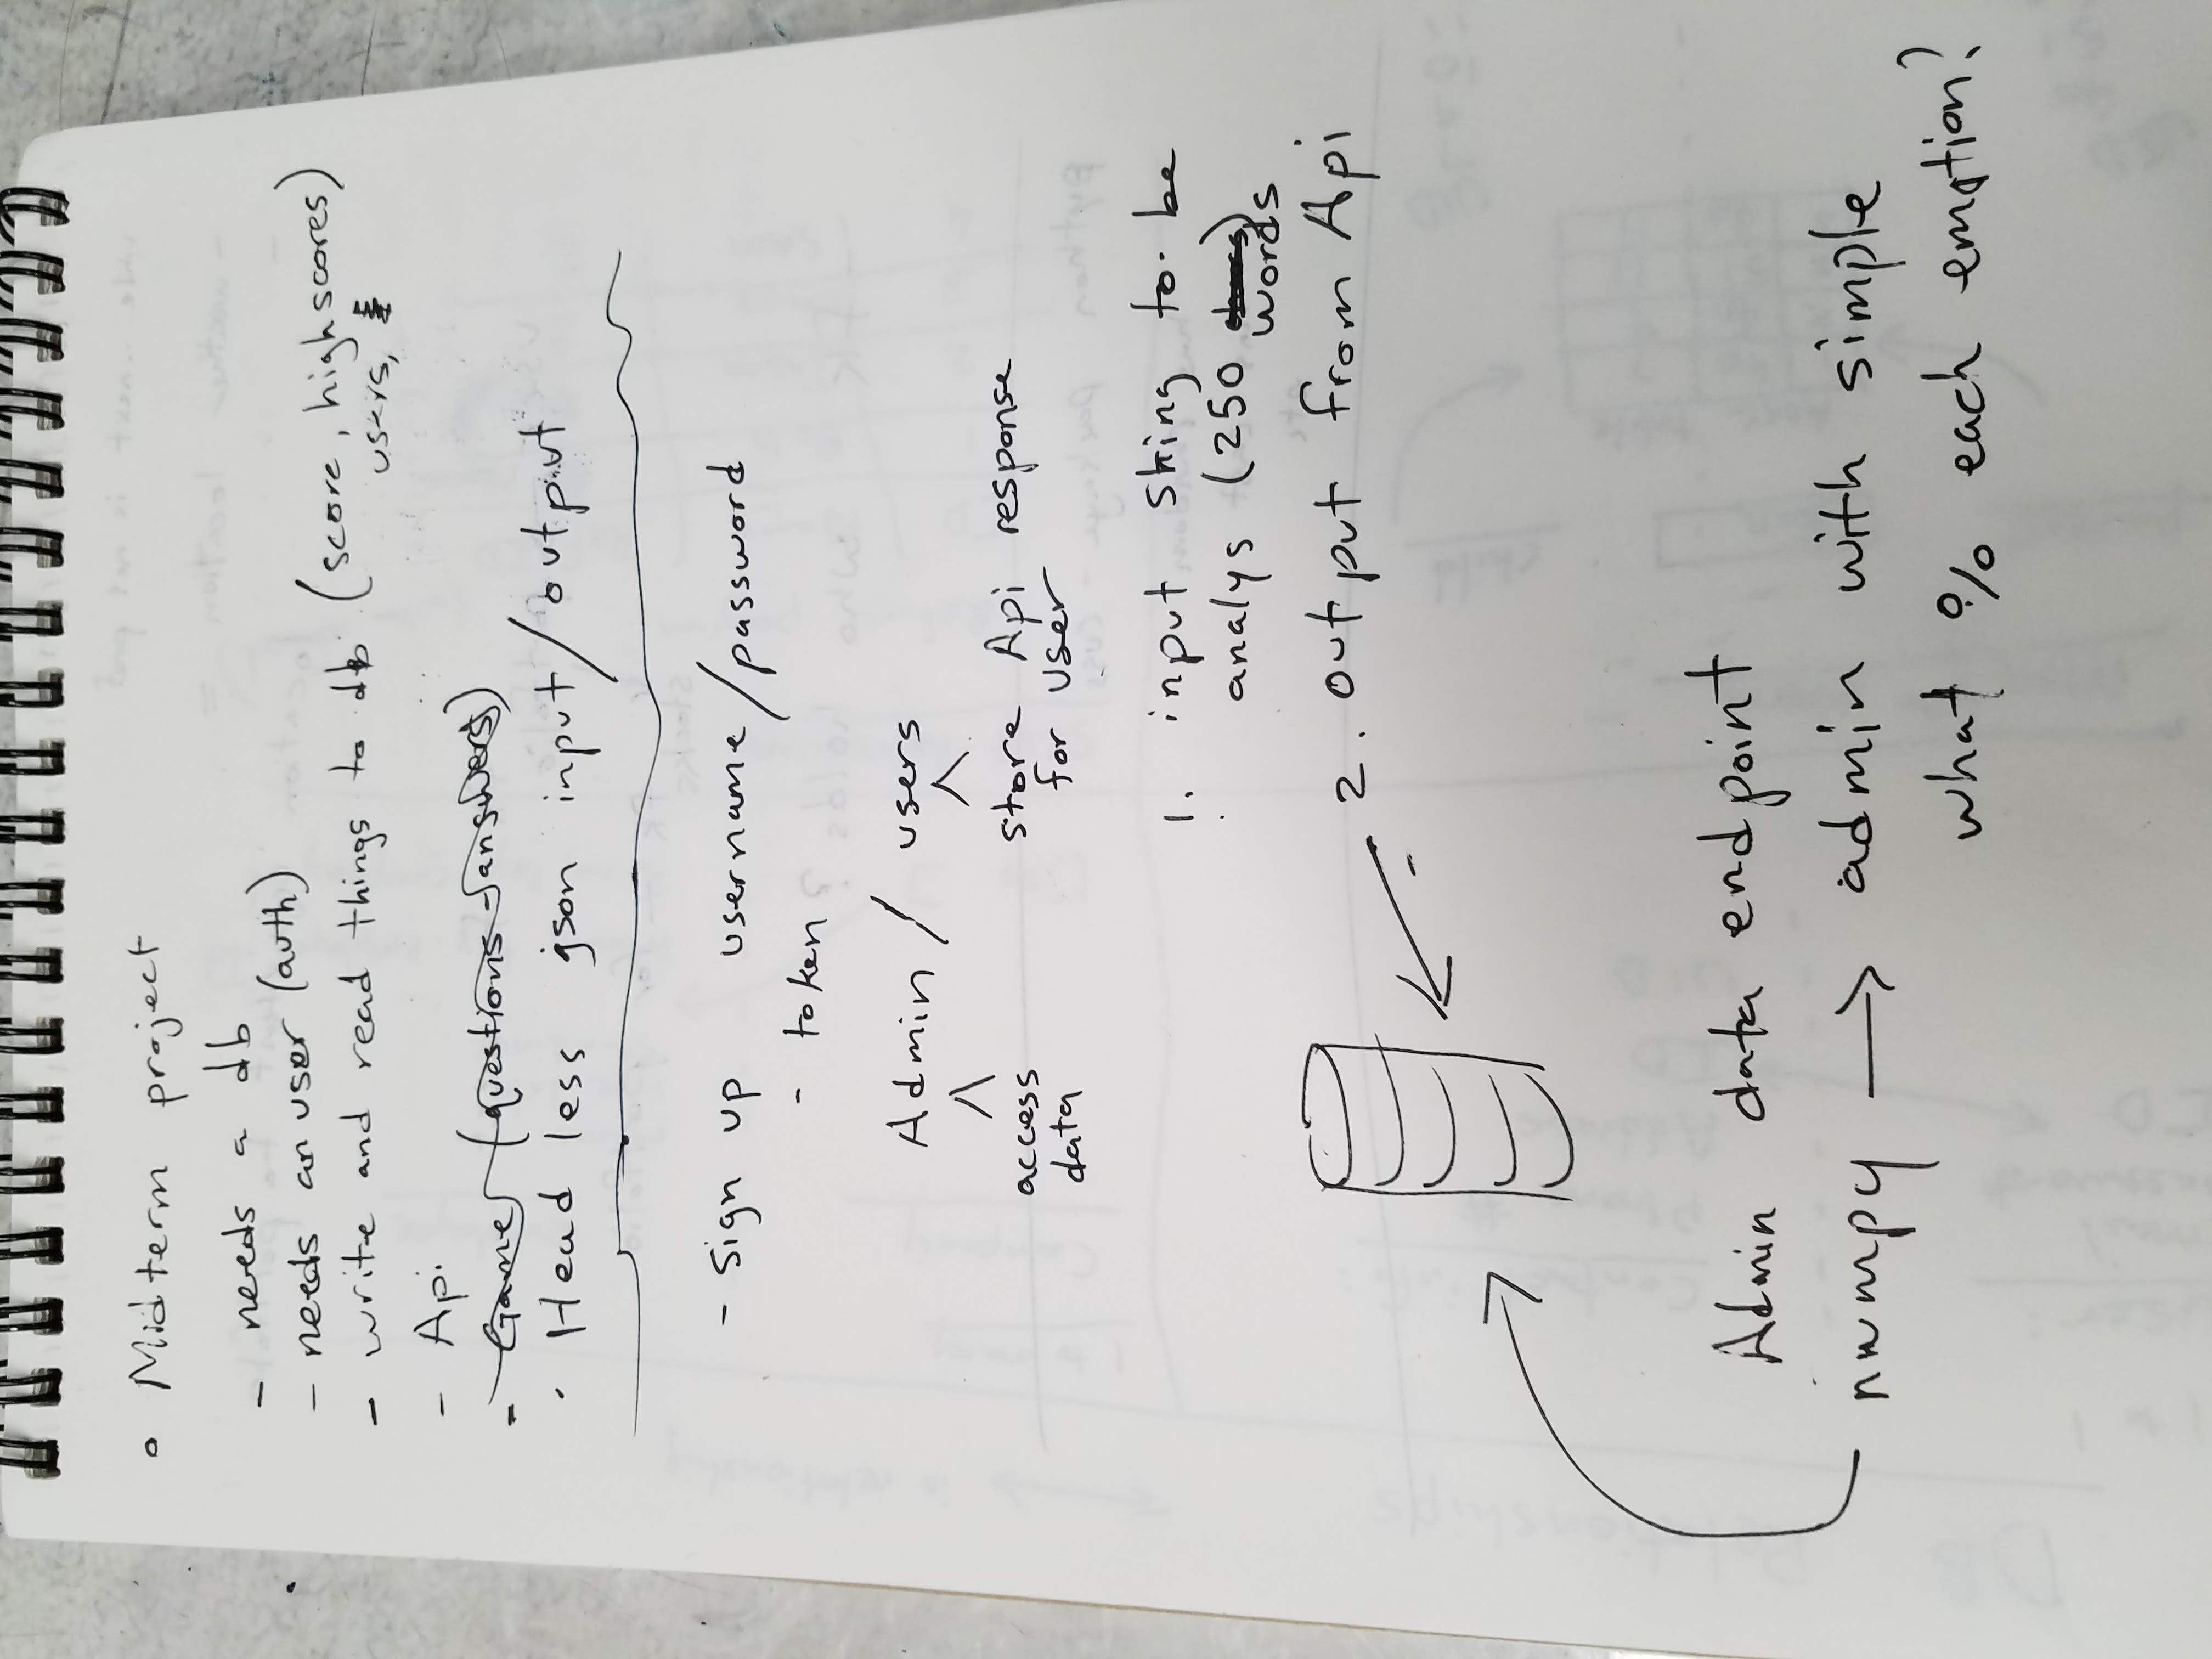 Midterm project
- needs a db
- needs an user (auth)
- write and read things to db (score, highscores)
users,
- Api
- Game (questions - answers)
· Head less json input/output
- sign up username/password
- token
Admin / users
access
data
store Api response
for user
1. input string to be
analys (250 chars)
words
2. output from Api
Admin data endpoint
numpy → admin with simple
what % each emotion?